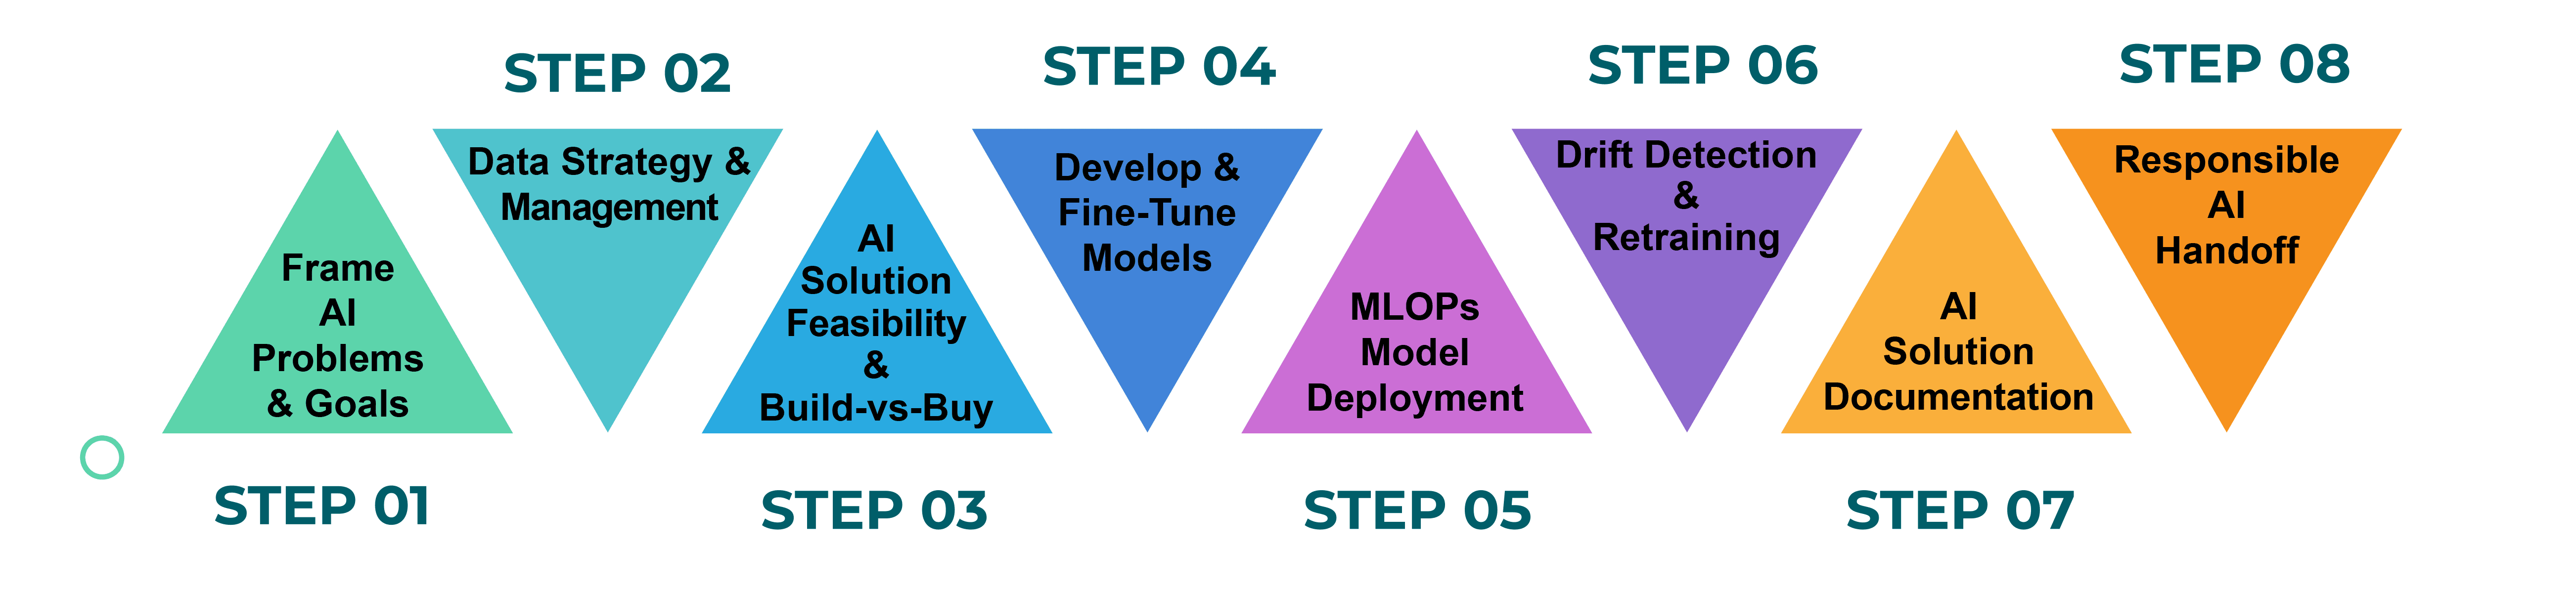 STEP 01
Frame
AI
Problems
& Goals
STEP 02
Data Strategy &
Management
STEP 03
AI
Solution
Feasibility
&
Build-vs-Buy
STEP 04
Develop &
Fine-Tune
Models
STEP 05
MLOPs
Model
Deployment
STEP 06
Drift Detection
&
Retraining
STEP 07
AI
Solution
Documentation
STEP 08
Responsible
AI
Handoff